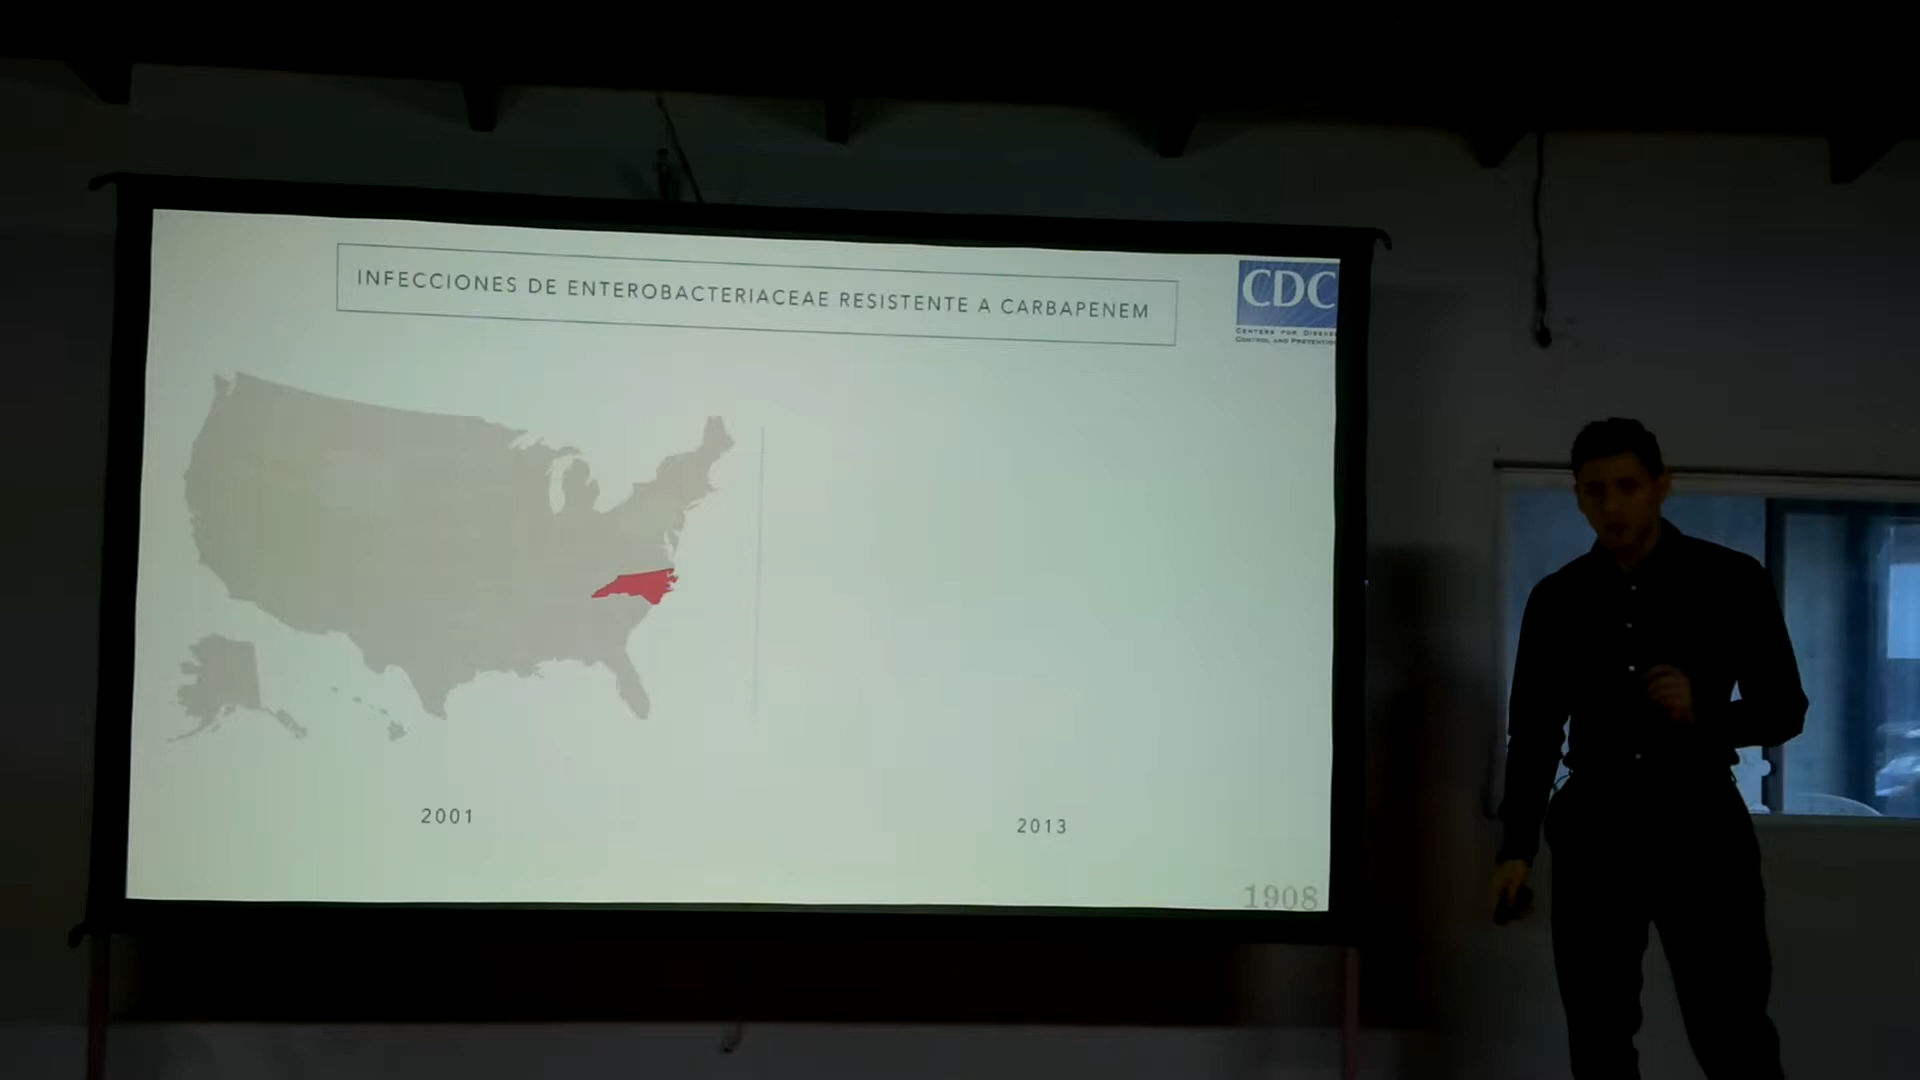 INFECCIONES DE ENTEROBACTERIACEAE RESISTENTE A CARBAPENEM
CDC
CENTERS FOR DISEASE
CONTROL AND PREVENTION
2001
2013
1908